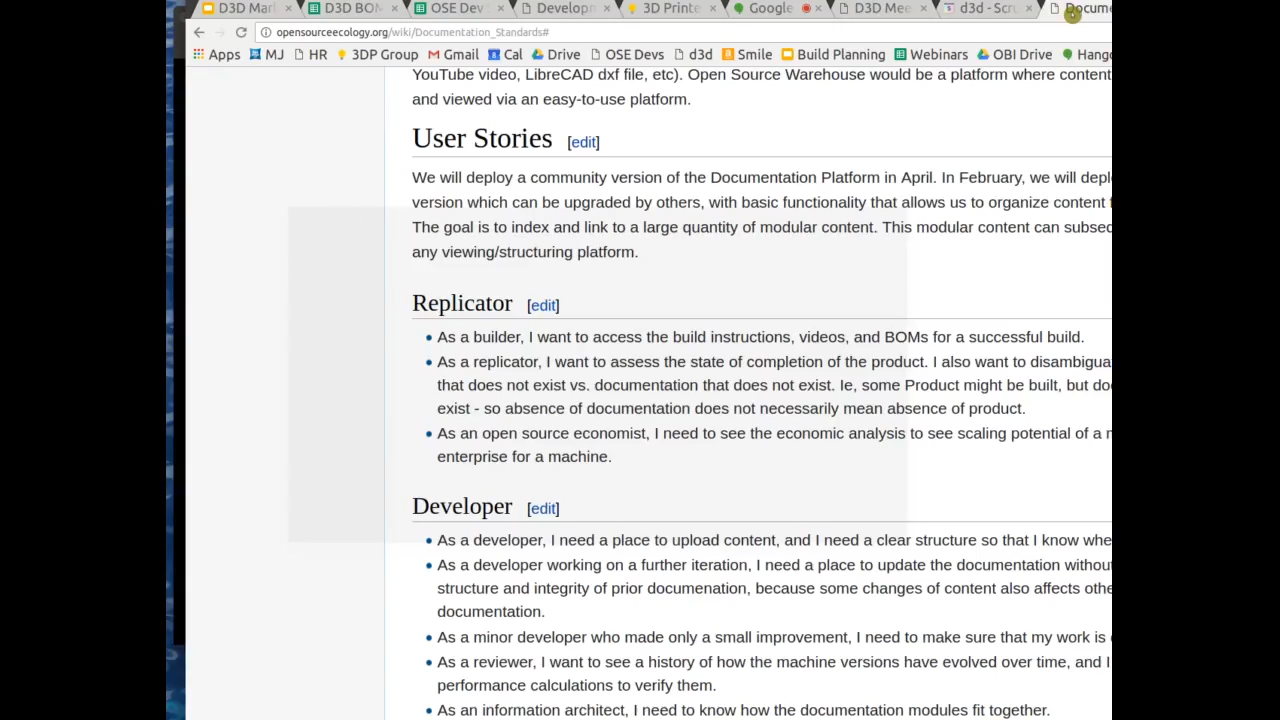 D3D Mar
D3D BOM
OSE Dev
Developm
3D Printe
Google
D3D Mee
d3d - Scru
Docume
opensourceecology.org/wiki/Documentation_Standards#
Apps MJ HR 3DP Group Gmail Cal Drive OSE Devs d3d Smile Build Planning Webinars OBI Drive Hango
YouTube video, LibreCAD dxf file, etc). Open Source Warehouse would be a platform where content
and viewed via an easy-to-use platform.
User Stories [edit]
We will deploy a community version of the Documentation Platform in April. In February, we will depl
version which can be upgraded by others, with basic functionality that allows us to organize content
The goal is to index and link to a large quantity of modular content. This modular content can subsec
any viewing/structuring platform.
Replicator [edit]
As a builder, I want to access the build instructions, videos, and BOMs for a successful build.
As a replicator, I want to assess the state of completion of the product. I also want to disambigua
that does not exist vs. documentation that does not exist. Ie, some Product might be built, but doc
exist - so absence of documentation does not necessarily mean absence of product.
As an open source economist, I need to see the economic analysis to see scaling potential of a
enterprise for a machine.
Developer [edit]
As a developer, I need a place to upload content, and I need a clear structure so that I know whe
As a developer working on a further iteration, I need a place to update the documentation withou
structure and integrity of prior documenation, because some changes of content also affects othe
documentation.
As a minor developer who made only a small improvement, I need to make sure that my work is
As a reviewer, I want to see a history of how the machine versions have evolved over time, and I
performance calculations to verify them.
As an information architect, I need to know how the documentation modules fit together.